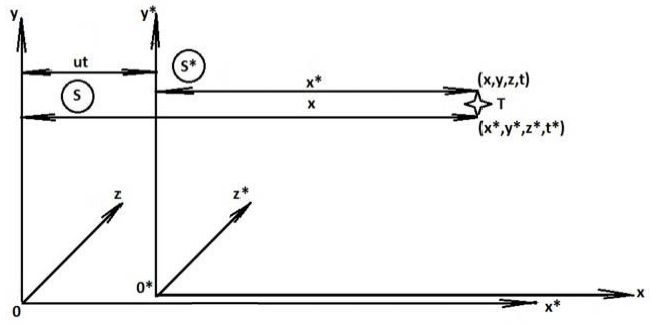 y y*
ut S*
S x* (x,y,z,t)
x T
(x*,y*,z*,t*)
z z*
0* x
0 x*